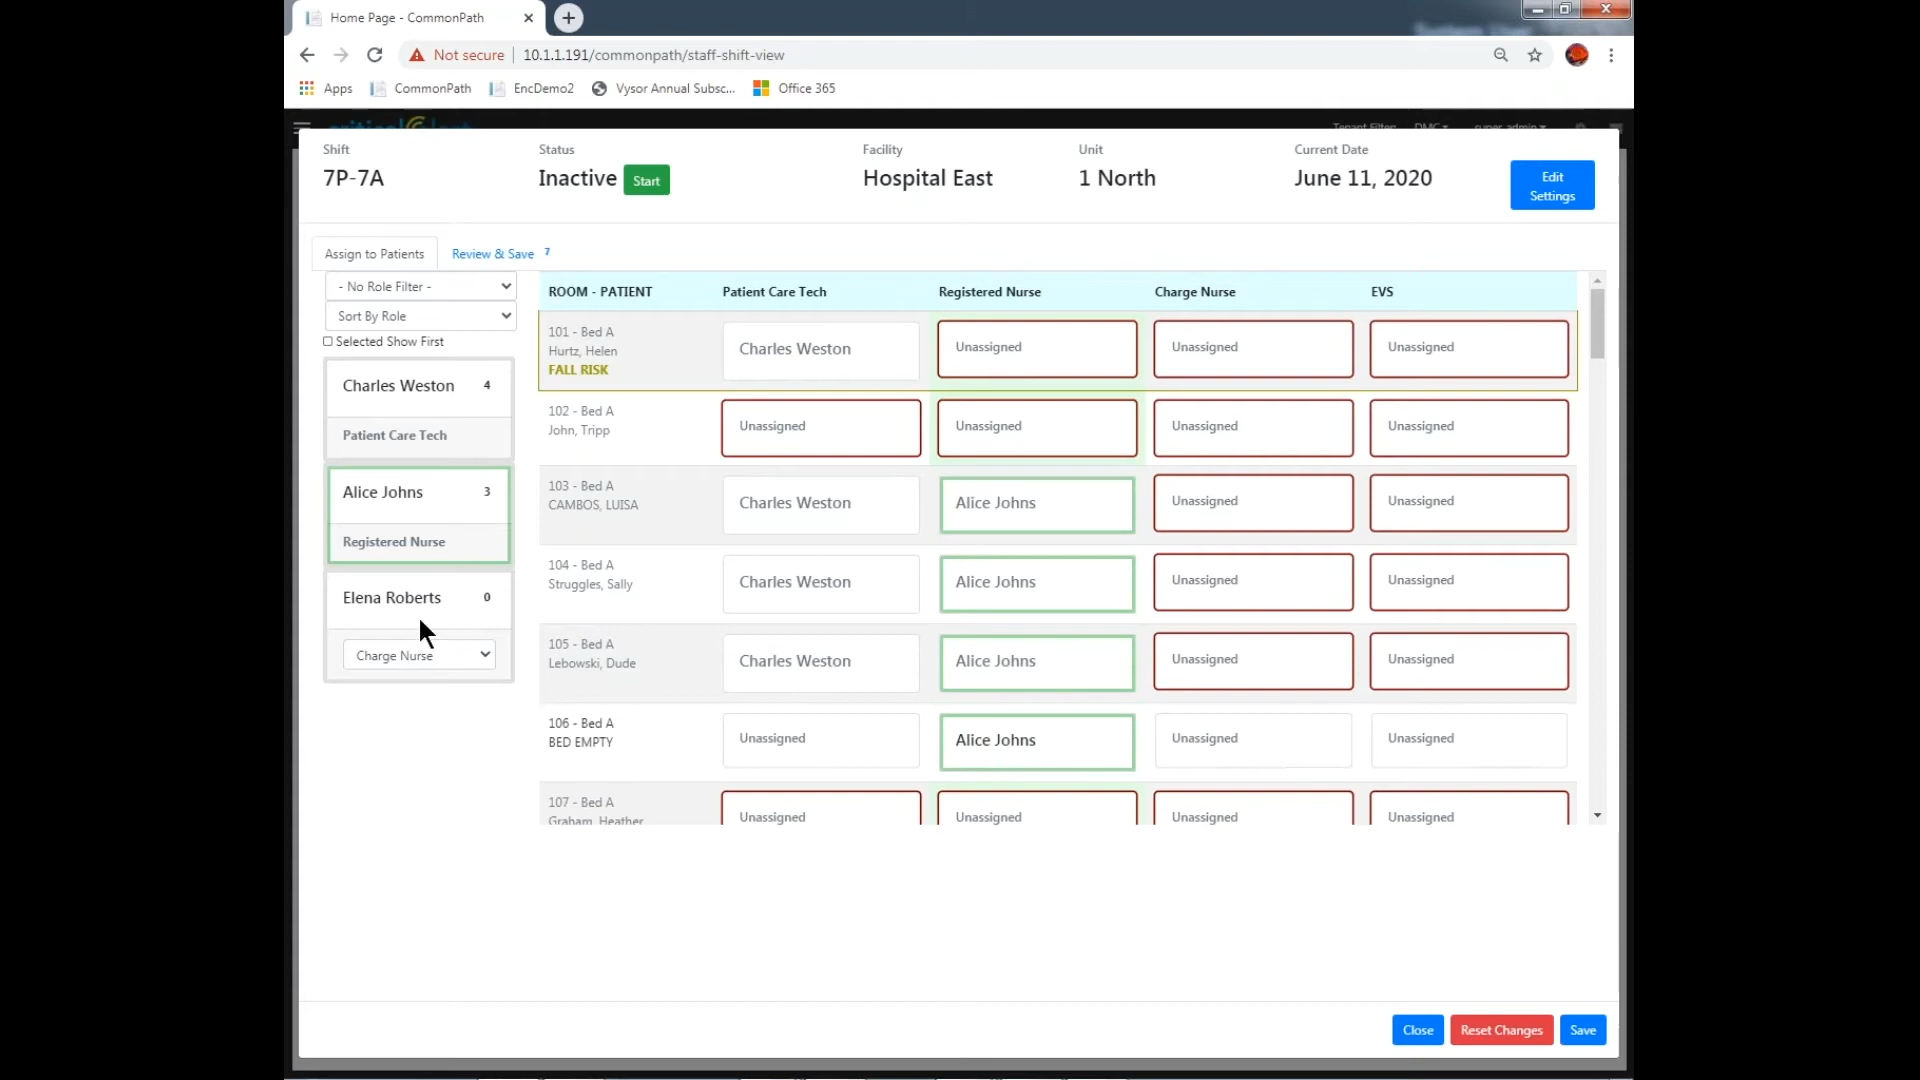 Home Page - CommonPath
Not secure | 10.1.1.191/commonpath/staff-shift-view
Apps CommonPath EncDemo2 Vysor Annual Subsc... Office 365
Tenant Filter: DMC super_admin
Shift Status Facility Unit Current Date
7P-7A Inactive Start Hospital East 1 North June 11, 2020 Edit
Settings
Assign to Patients Review & Save 7
- No Role Filter -
Sort By Role
Selected Show First
Charles Weston 4
Patient Care Tech
Alice Johns 3
Registered Nurse
Elena Roberts 0
Charge Nurse
ROOM - PATIENT Patient Care Tech Registered Nurse Charge Nurse EVS
101 - Bed A
Hurtz, Helen Charles Weston Unassigned Unassigned Unassigned
FALL RISK
102 - Bed A
John, Tripp Unassigned Unassigned Unassigned Unassigned
103 - Bed A
CAMBOS, LUISA Charles Weston Alice Johns Unassigned Unassigned
104 - Bed A
Struggles, Sally Charles Weston Alice Johns Unassigned Unassigned
105 - Bed A
Lebowski, Dude Charles Weston Alice Johns Unassigned Unassigned
106 - Bed A
BED EMPTY Unassigned Alice Johns Unassigned Unassigned
107 - Bed A
Graham, Heather Unassigned Unassigned Unassigned Unassigned
Close Reset Changes Save